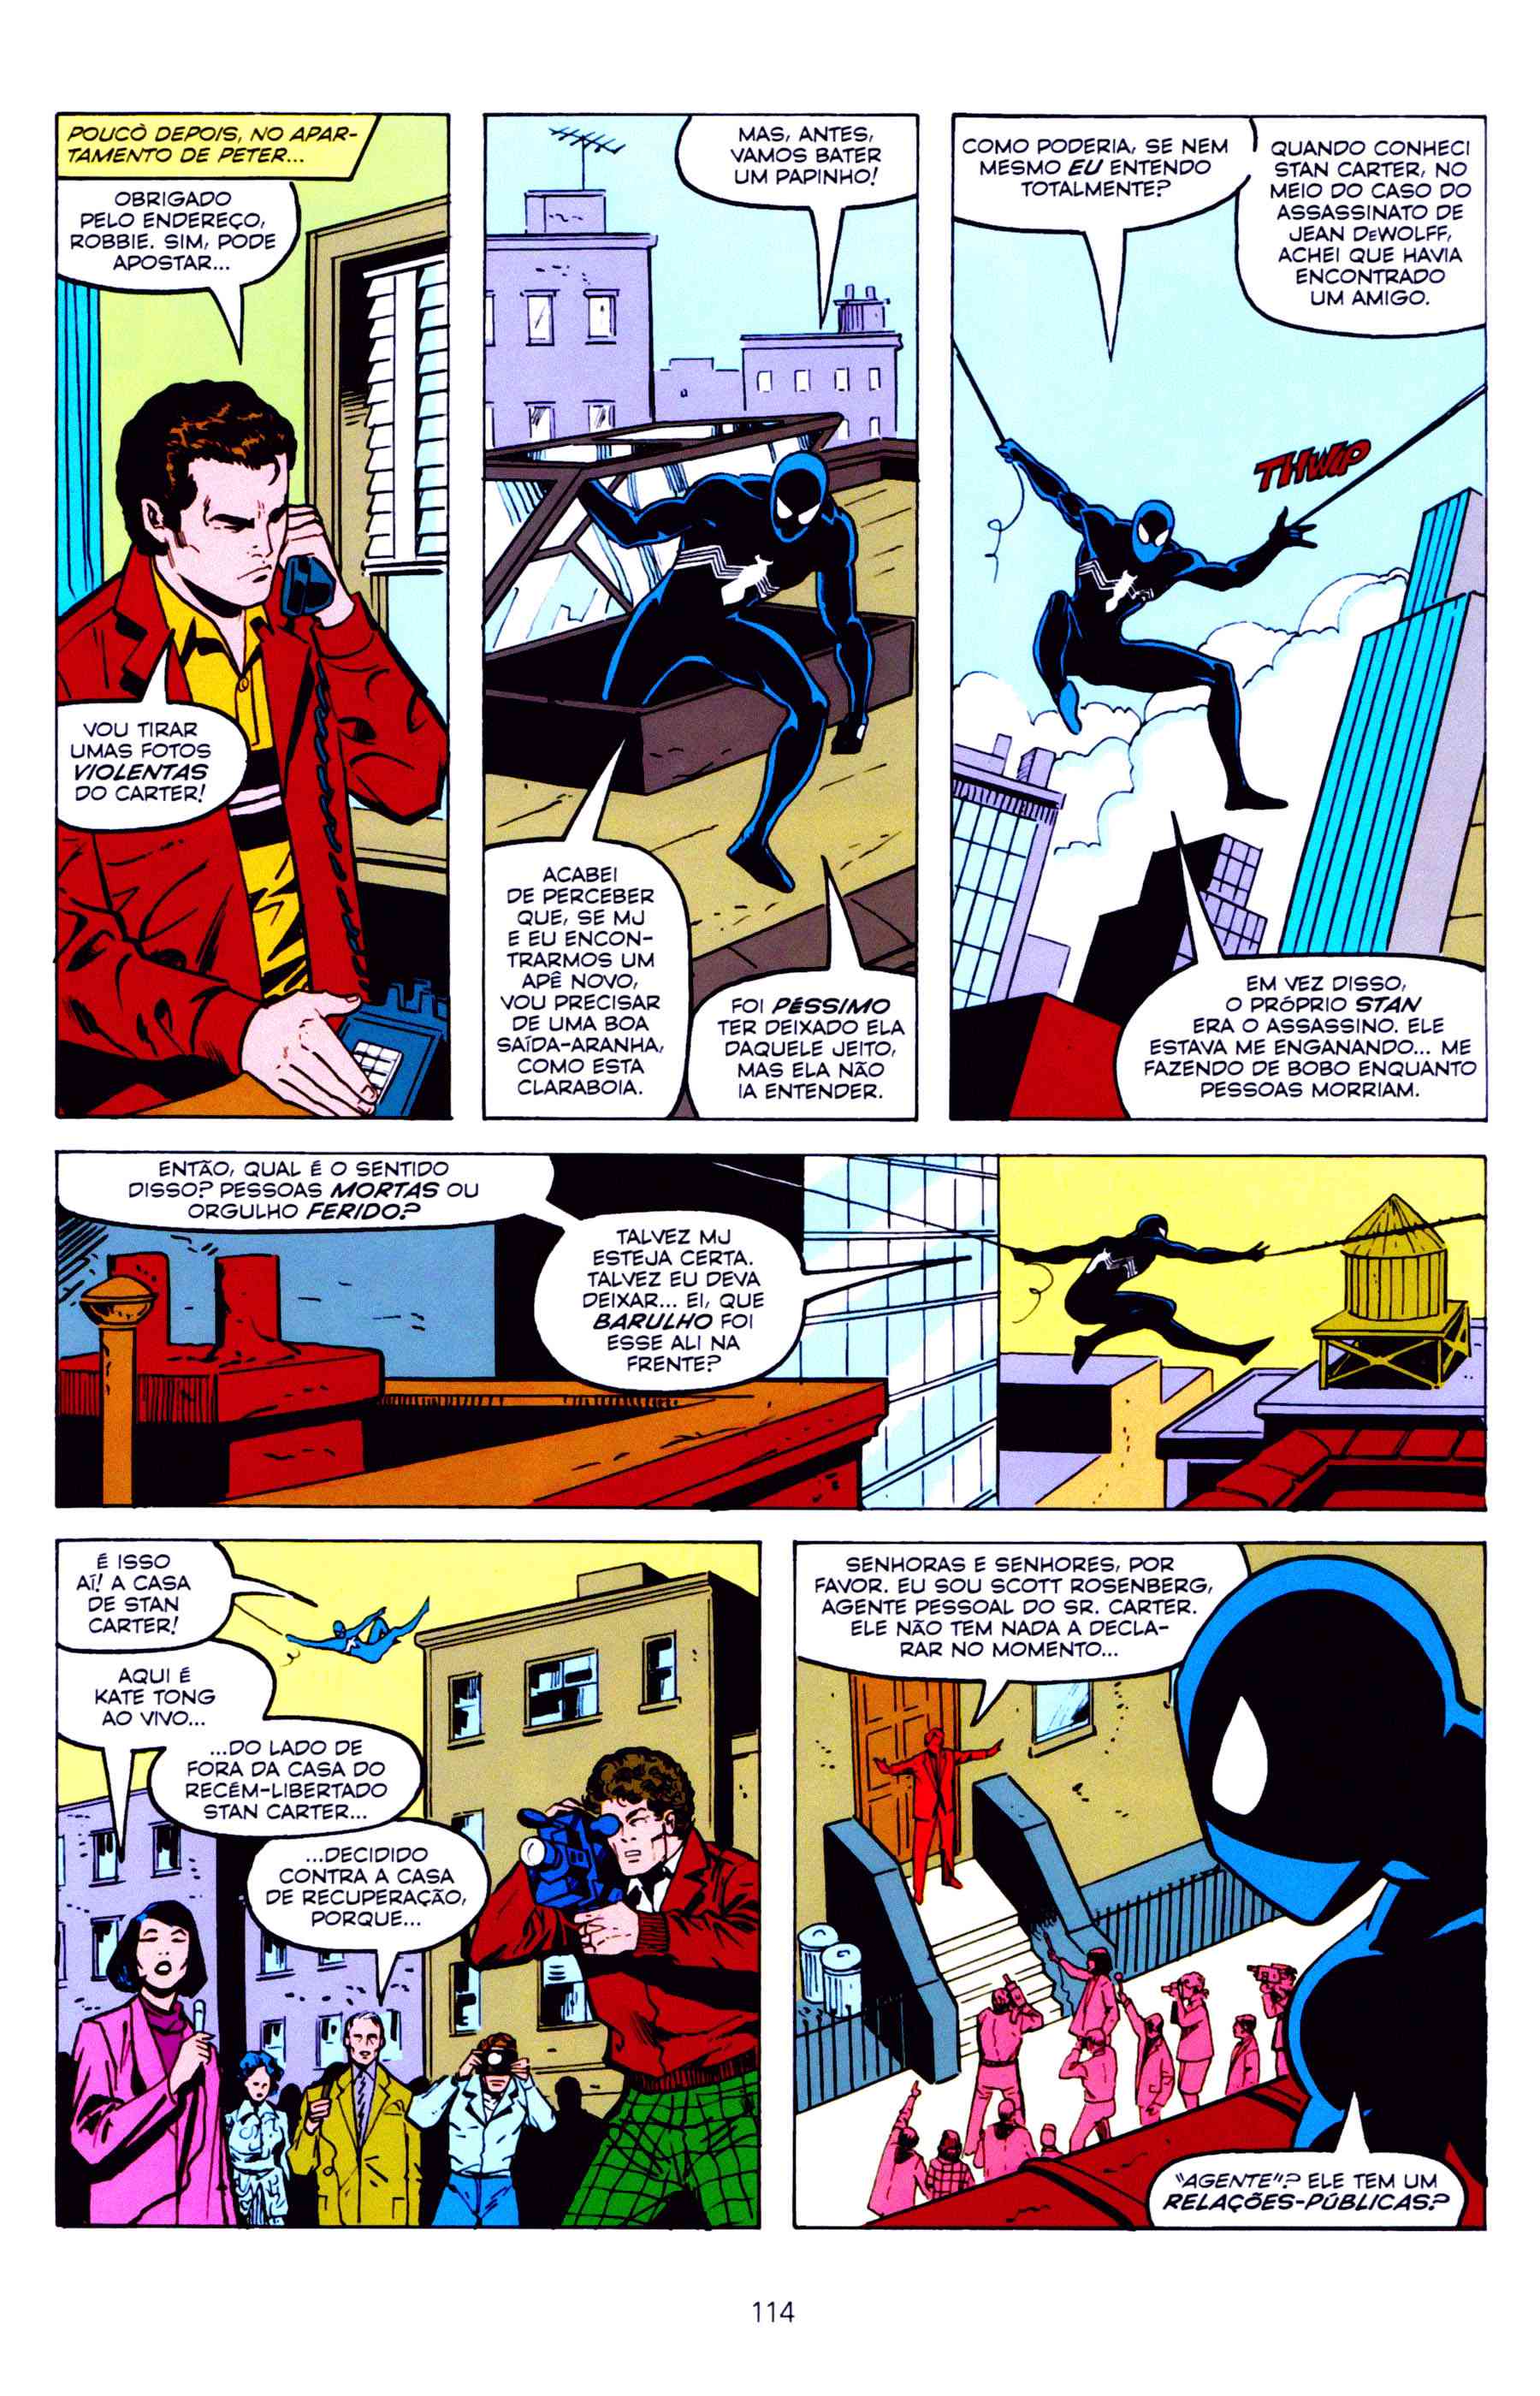 POUCO DEPOIS, NO APAR-
TAMENTO DE PETER...
OBRIGADO
PELO ENDEREÇO,
ROBBIE. SIM, PODE
APOSTAR...
VOU TIRAR
UMAS FOTOS
VIOLENTAS
DO CARTER!
MAS, ANTES,
VAMOS BATER
UM PAPINHO!
ACABEI
DE PERCEBER
QUE, SE MJ
E EU ENCON-
TRARMOS UM
APÊ NOVO,
VOU PRECISAR
DE UMA BOA
SAÍDA-ARANHA,
COMO ESTA
CLARABOIA.
FOI PÉSSIMO
TER DEIXADO ELA
DAQUELE JEITO,
MAS ELA NÃO
IA ENTENDER.
COMO PODERIA, SE NEM
MESMO EU ENTENDO
TOTALMENTE?
QUANDO CONHECI
STAN CARTER, NO
MEIO DO CASO DO
ASSASSINATO DE
JEAN DeWOLFF,
ACHEI QUE HAVIA
ENCONTRADO
UM AMIGO.
THWIP
EM VEZ DISSO,
O PRÓPRIO STAN
ERA O ASSASSINO. ELE
ESTAVA ME ENGANANDO... ME
FAZENDO DE BOBO ENQUANTO
PESSOAS MORRIAM.
ENTÃO, QUAL É O SENTIDO
DISSO? PESSOAS MORTAS OU
ORGULHO FERIDO?
TALVEZ MJ
ESTEJA CERTA.
TALVEZ EU DEVA
DEIXAR... EI, QUE
BARULHO FOI
ESSE ALI NA
FRENTE?
É ISSO
AÍ! A CASA
DE STAN
CARTER!
AQUI É
KATE TONG
AO VIVO...
...DO LADO DE
FORA DA CASA DO
RECÉM-LIBERTADO
STAN CARTER...
...DECIDIDO
CONTRA A CASA
DE RECUPERAÇÃO,
PORQUE...
SENHORAS E SENHORES, POR
FAVOR. EU SOU SCOTT ROSENBERG,
AGENTE PESSOAL DO SR. CARTER.
ELE NÃO TEM NADA A DECLA-
RAR NO MOMENTO...
"AGENTE"? ELE TEM UM
RELAÇÕES-PÚBLICAS?
114